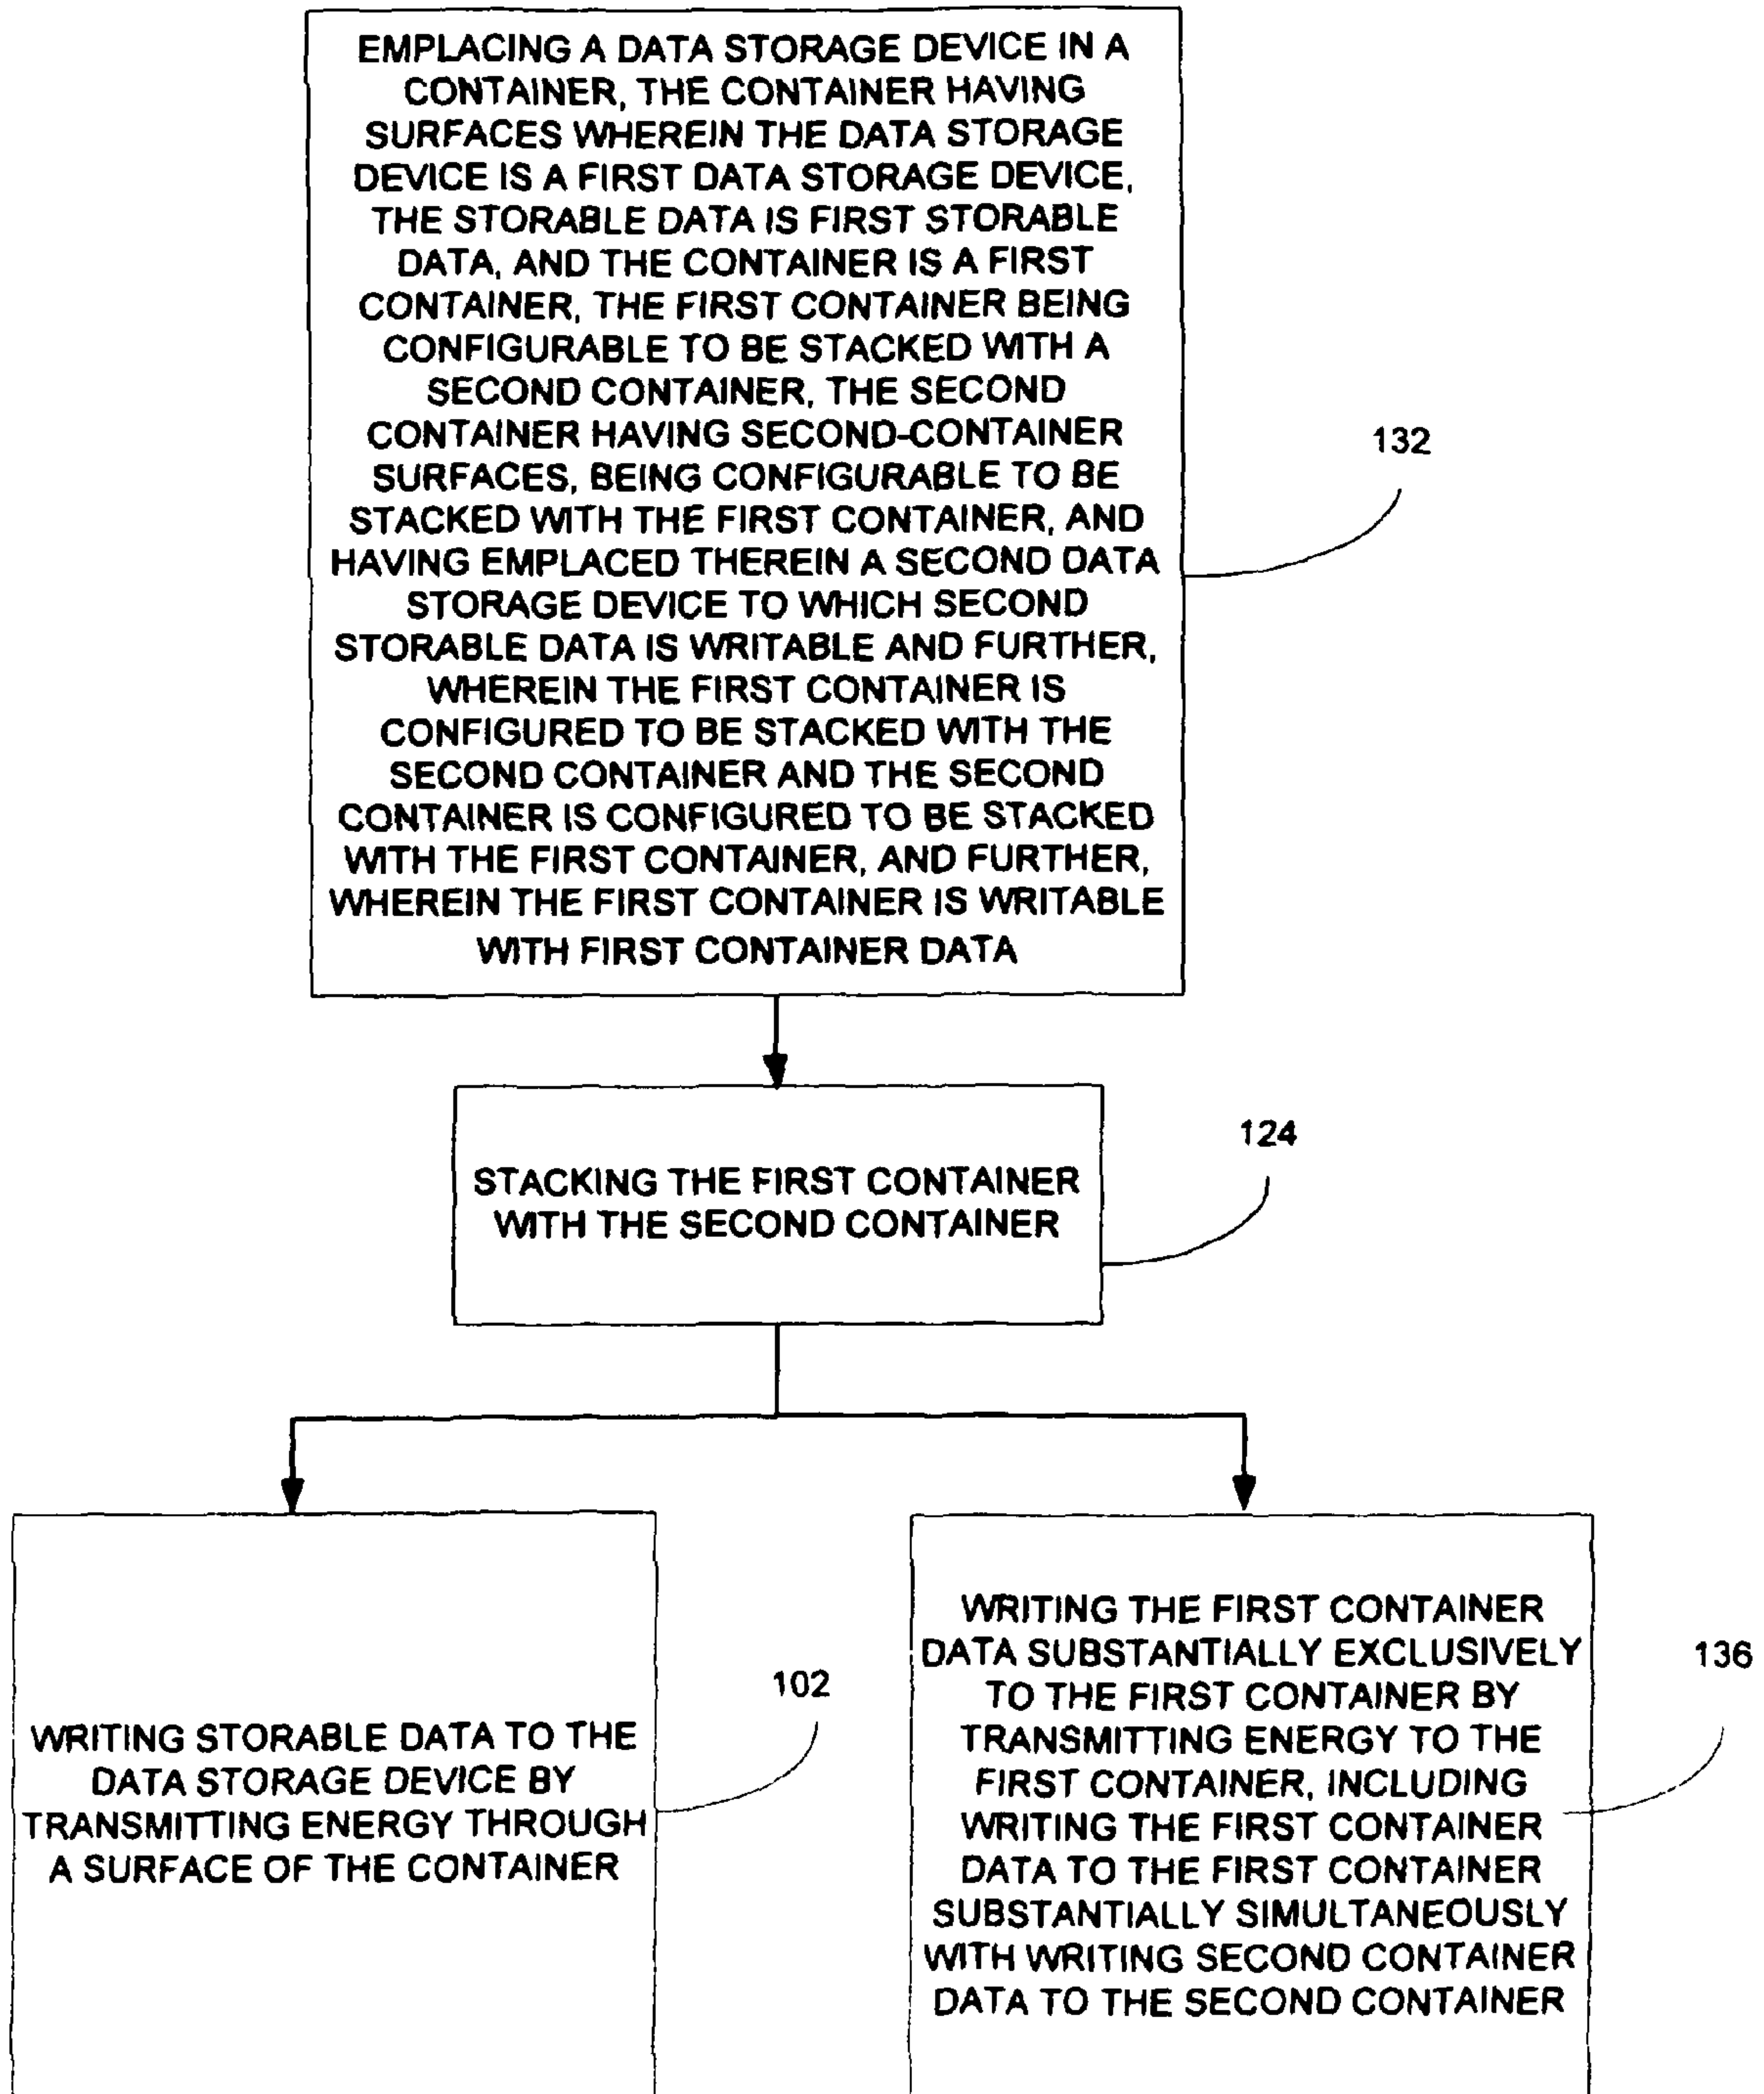 EMPLACING A DATA STORAGE DEVICE IN A
CONTAINER, THE CONTAINER HAVING
SURFACES WHEREIN THE DATA STORAGE
DEVICE IS A FIRST DATA STORAGE DEVICE,
THE STORABLE DATA IS FIRST STORABLE
DATA, AND THE CONTAINER IS A FIRST
CONTAINER, THE FIRST CONTAINER BEING
CONFIGURABLE TO BE STACKED WITH A
SECOND CONTAINER, THE SECOND
CONTAINER HAVING SECOND-CONTAINER
SURFACES, BEING CONFIGURABLE TO BE
STACKED WITH THE FIRST CONTAINER, AND
HAVING EMPLACED THEREIN A SECOND DATA
STORAGE DEVICE TO WHICH SECOND
STORABLE DATA IS WRITABLE AND FURTHER,
WHEREIN THE FIRST CONTAINER IS
CONFIGURED TO BE STACKED WITH THE
SECOND CONTAINER AND THE SECOND
CONTAINER IS CONFIGURED TO BE STACKED
WITH THE FIRST CONTAINER, AND FURTHER,
WHEREIN THE FIRST CONTAINER IS WRITABLE
WITH FIRST CONTAINER DATA
132
STACKING THE FIRST CONTAINER
WITH THE SECOND CONTAINER
124
WRITING STORABLE DATA TO THE
DATA STORAGE DEVICE BY
TRANSMITTING ENERGY THROUGH
A SURFACE OF THE CONTAINER
102
WRITING THE FIRST CONTAINER
DATA SUBSTANTIALLY EXCLUSIVELY
TO THE FIRST CONTAINER BY
TRANSMITTING ENERGY TO THE
FIRST CONTAINER, INCLUDING
WRITING THE FIRST CONTAINER
DATA TO THE FIRST CONTAINER
SUBSTANTIALLY SIMULTANEOUSLY
WITH WRITING SECOND CONTAINER
DATA TO THE SECOND CONTAINER
136